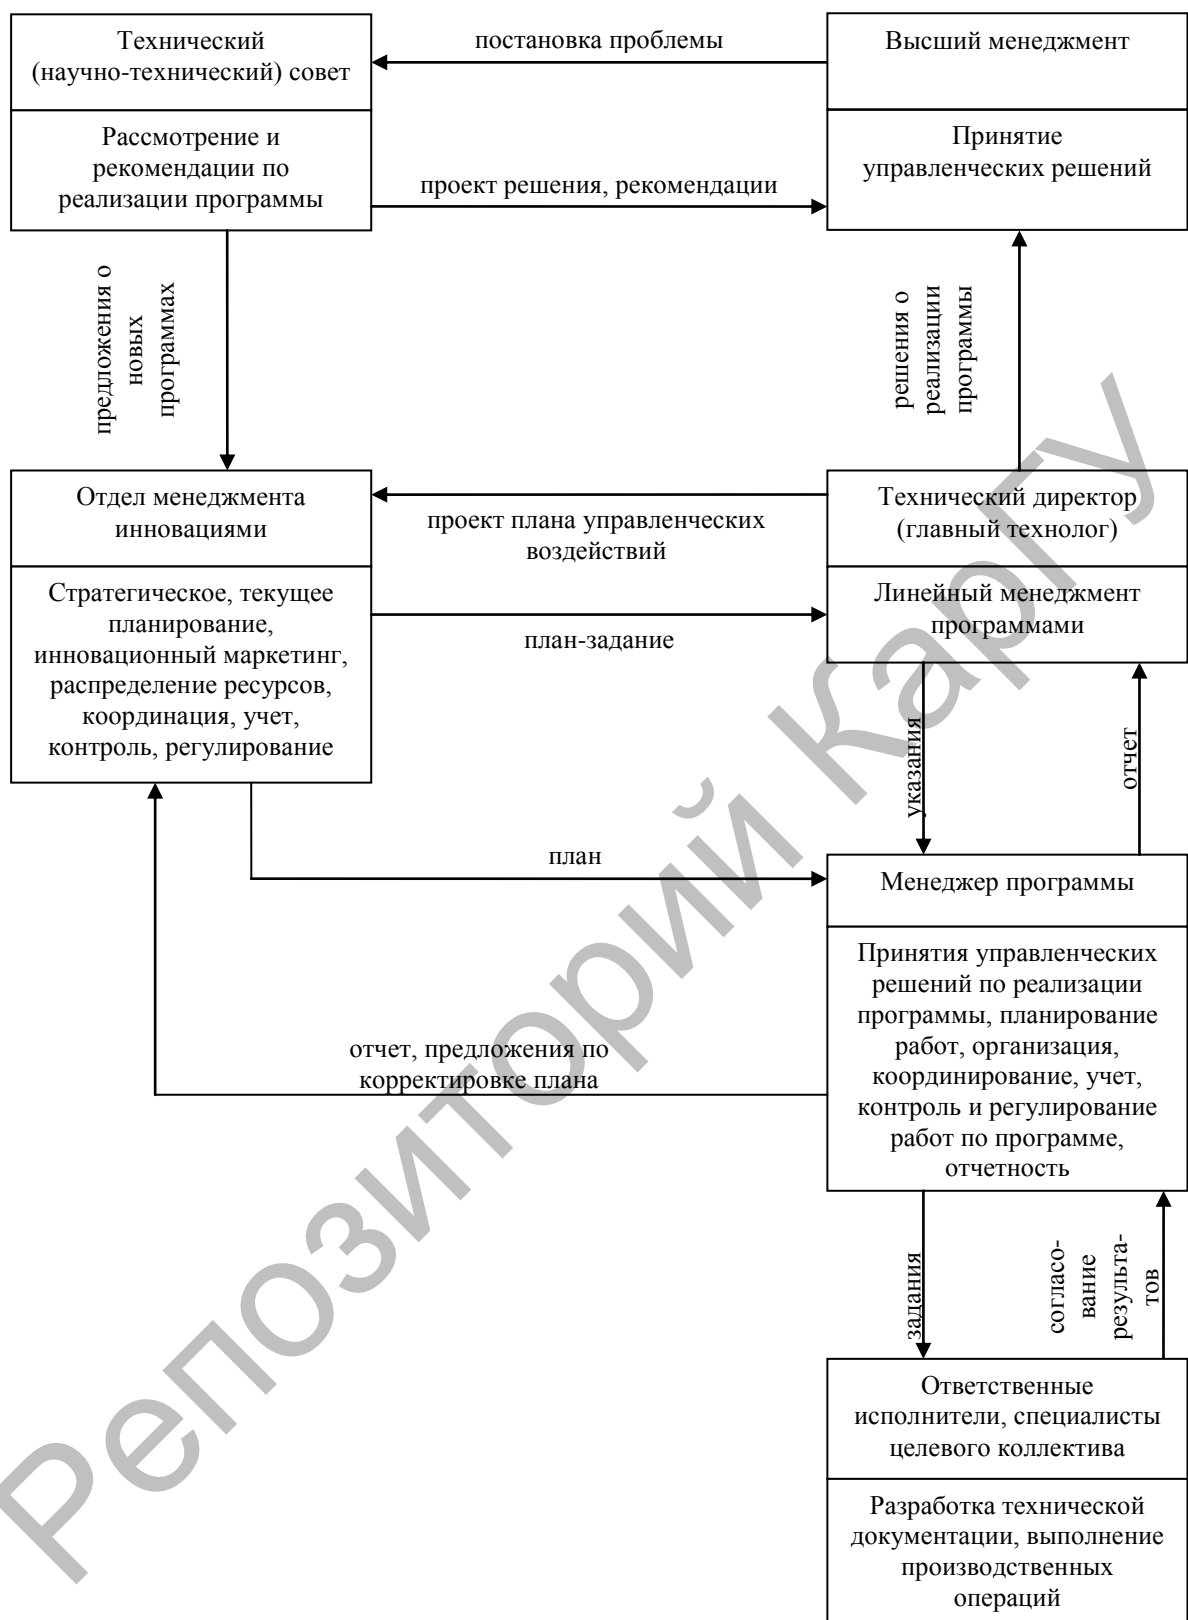 Технический
(научно-технический) совет
постановка проблемы
Высший менеджмент
Рассмотрение и
рекомендации по
реализации программы
проект решения, рекомендации
Принятие
управленческих решений
предложения о
новых
программах
решения о
реализации
программы
Отдел менеджмента
инновациями
проект плана управленческих
воздействий
Технический директор
(главный технолог)
Стратегическое, текущее
планирование,
инновационный маркетинг,
распределение ресурсов,
координация, учет,
контроль, регулирование
план-задание
Линейный менеджмент
программами
указания
отчет
план
Менеджер программы
Принятия управленческих
решений по реализации
программы, планирование
работ, организация,
координирование, учет,
контроль и регулирование
работ по программе,
отчетность
отчет, предложения по
корректировке плана
задания
согласо-
вание
результа-
тов
Ответственные
исполнители, специалисты
целевого коллектива
Разработка технической
документации, выполнение
производственных
операций
Репозиторий КарГУ